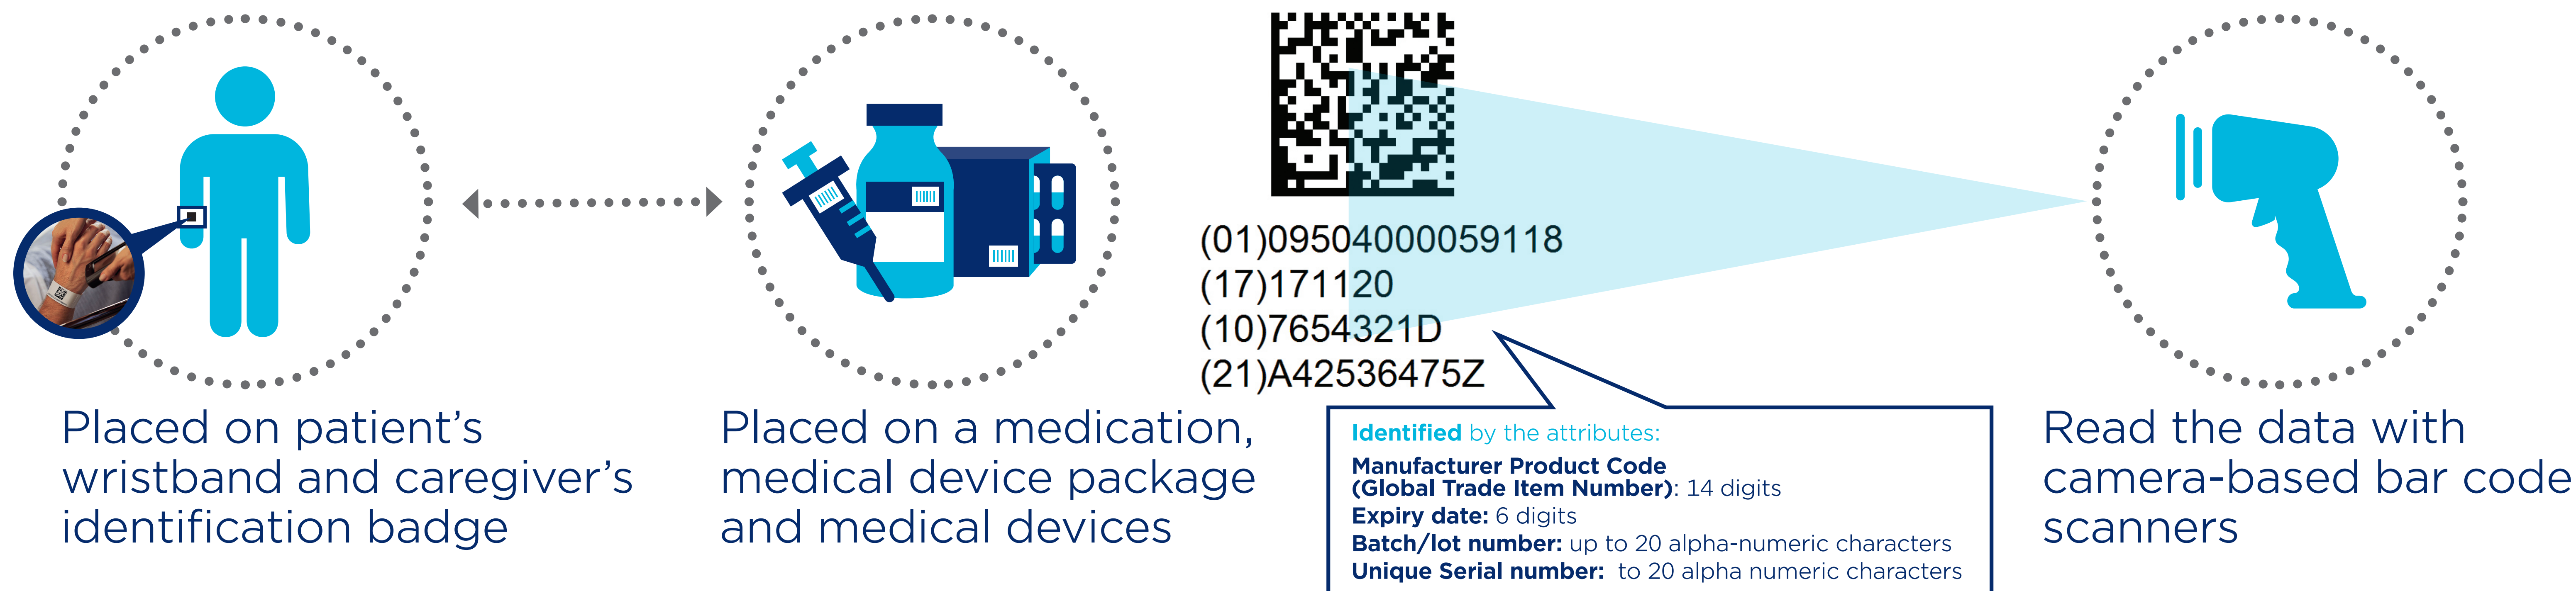 Placed on patient's
wristband and caregiver's
identification badge
Placed on a medication,
medical device package
and medical devices
(01)09504000059118
(17)171120
(10)7654321D
(21)A42536475Z
Identified by the attributes:
Manufacturer Product Code
(Global Trade Item Number): 14 digits
Expiry date: 6 digits
Batch/lot number: up to 20 alpha-numeric characters
Unique Serial number: to 20 alpha numeric characters
Read the data with
camera-based bar code
scanners